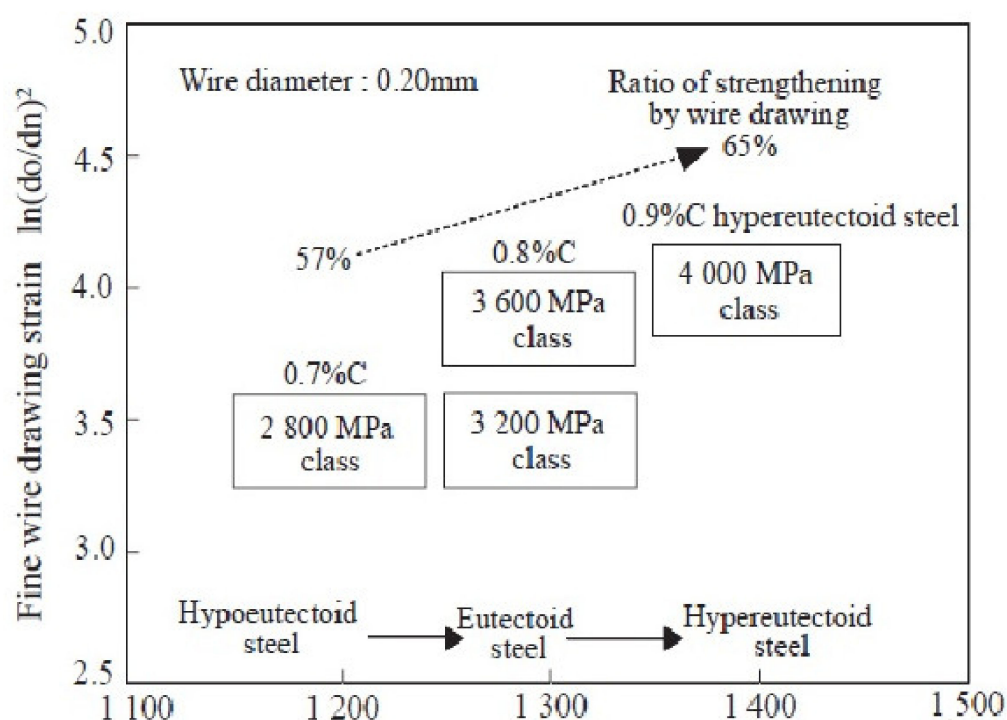 Fine wire drawing strain ln(do/dn)²
5.0
4.5
4.0
3.5
3.0
2.5
Wire diameter : 0.20mm
Ratio of strengthening
by wire drawing
65%
57%
0.9%C hypereutectoid steel
4 000 MPa
class
0.8%C
3 600 MPa
class
0.7%C
2 800 MPa
class
3 200 MPa
class
Hypoeutectoid
steel
Eutectoid
steel
Hypereutectoid
steel
1 100
1 200
1 300
1 400
1 500